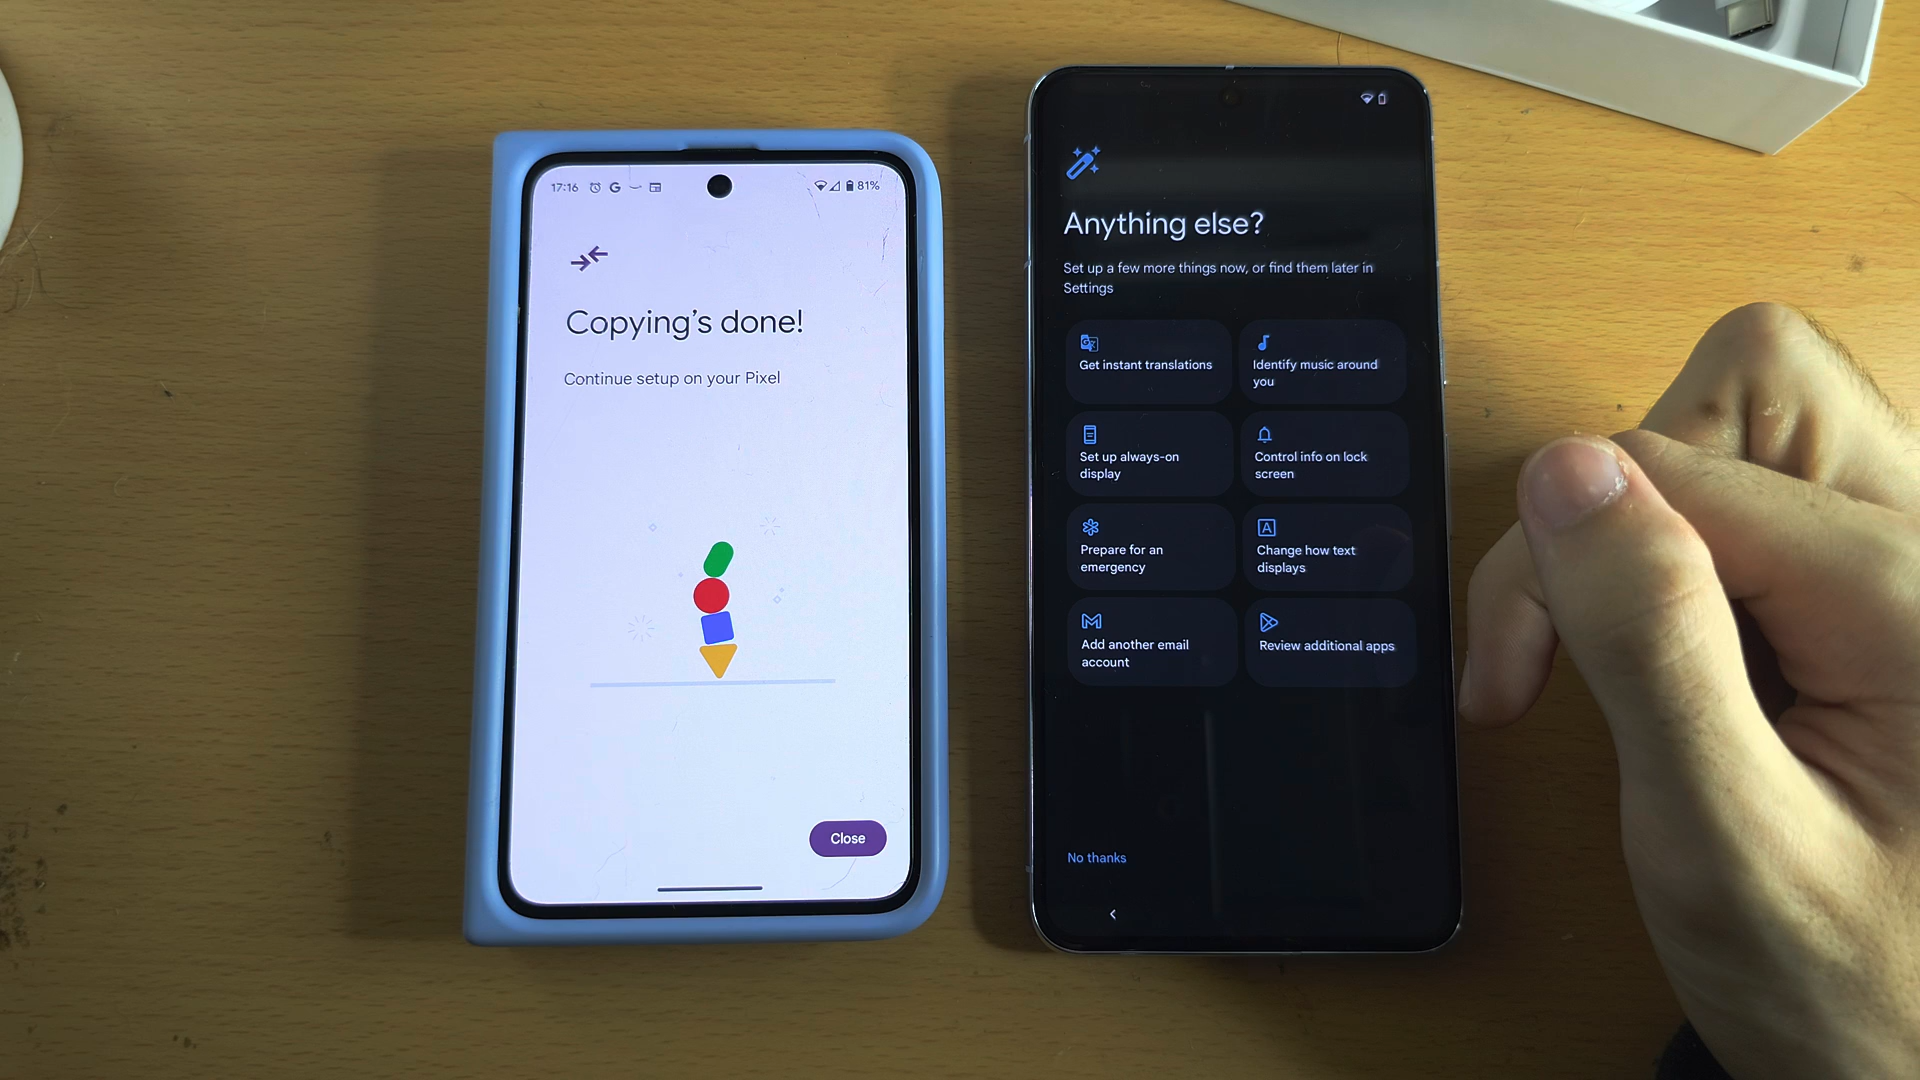 17:16
81%
Copying's done!
Continue setup on your Pixel
Close
Anything else?
Set up a few more things now, or find them later in
Settings
Get instant translations
Identify music around
you
Set up always-on
display
Control info on lock
screen
Prepare for an
emergency
Change how text
displays
Add another email
account
Review additional apps
No thanks